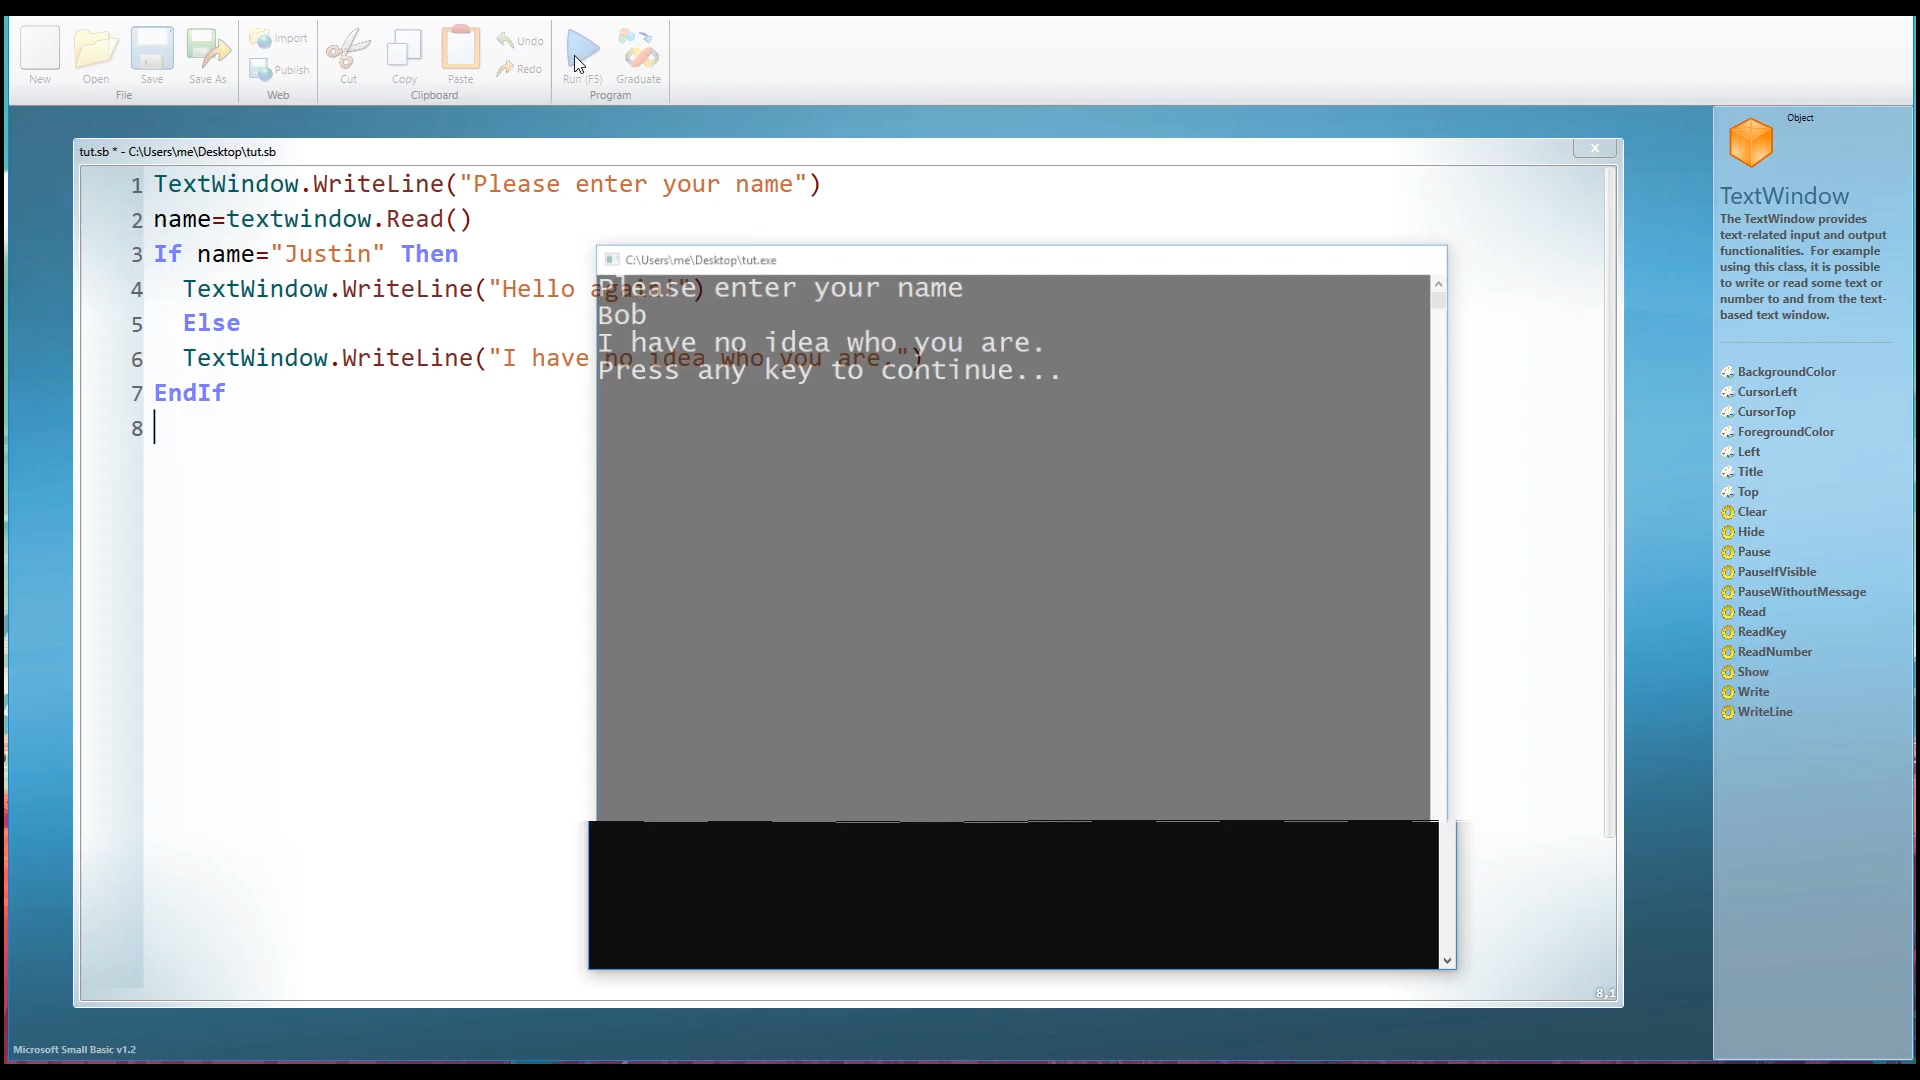 New
Open
Save
Save As
File
Import
Publish
Web
Cut
Copy
Paste
Undo
Redo
Clipboard
Run (F5)
Graduate
Program
tut.sb * - C:\Users\me\Desktop\tut.sb
x
1 TextWindow.WriteLine("Please enter your name")
2 name=textwindow.Read()
3 If name="Justin" Then
4 TextWindow.WriteLine("Hello again!")
5 Else
6 TextWindow.WriteLine("I have no idea who you are.")
7 EndIf
8
8,1
C:\Users\me\Desktop\tut.exe
Please enter your name
Bob
I have no idea who you are.
Press any key to continue...
Object
TextWindow
The TextWindow provides
text-related input and output
functionalities. For example
using this class, it is possible
to write or read some text or
number to and from the text-
based text window.
BackgroundColor
CursorLeft
CursorTop
ForegroundColor
Left
Title
Top
Clear
Hide
Pause
PauseIfVisible
PauseWithoutMessage
Read
ReadKey
ReadNumber
Show
Write
WriteLine
Microsoft Small Basic v1.2